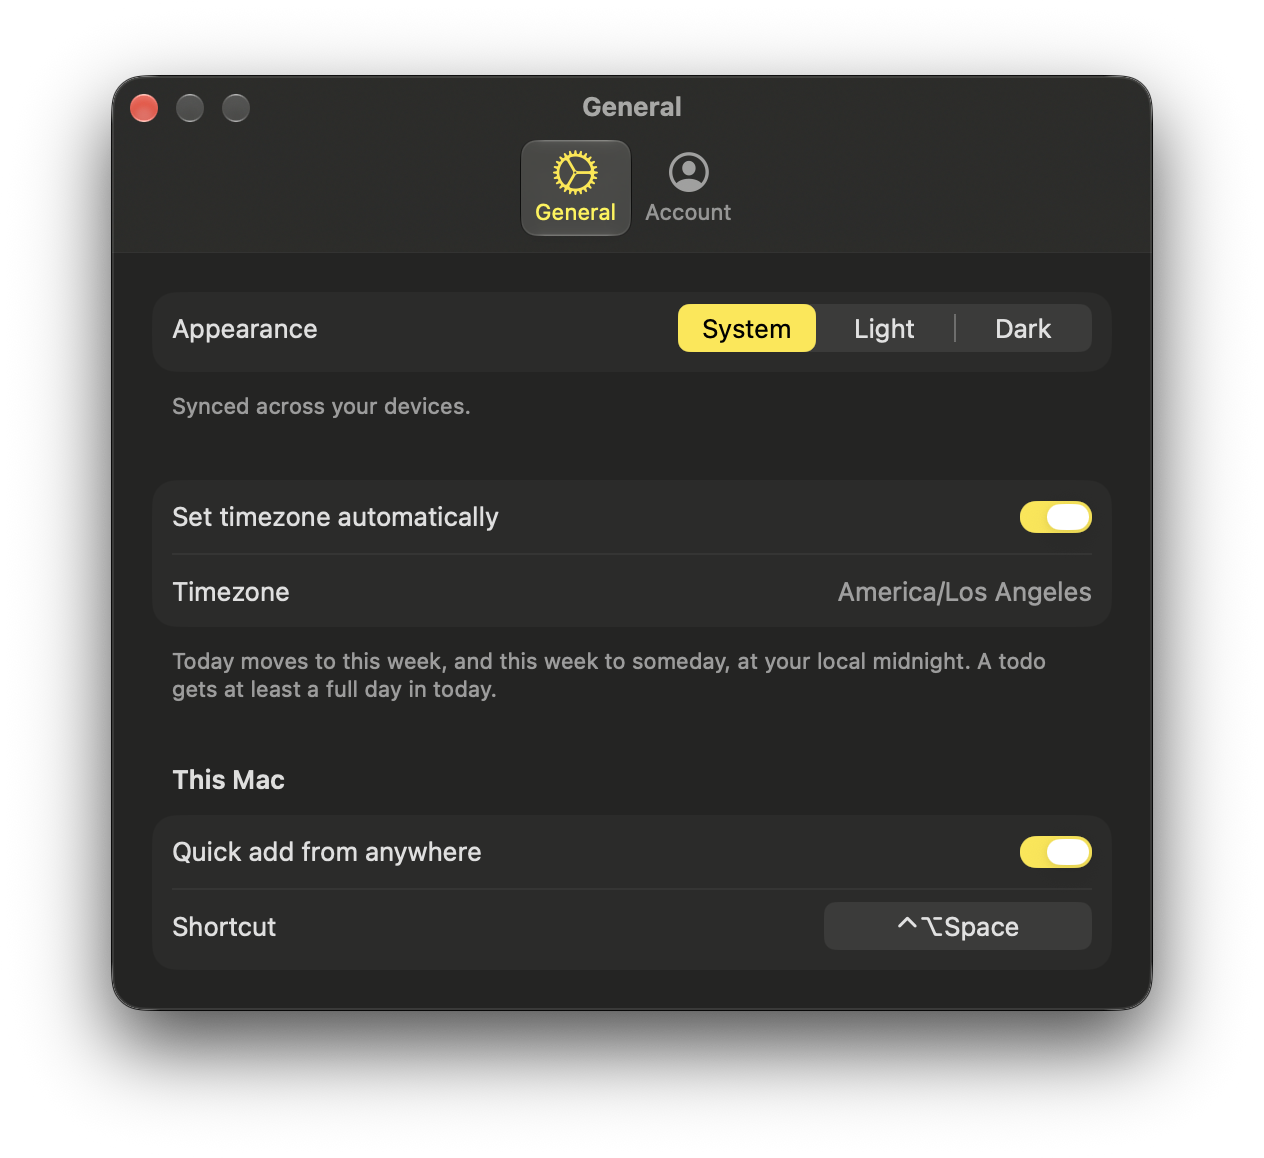 General
General
Account
Appearance
System
Light
Dark
Synced across your devices.
Set timezone automatically
Timezone
America/Los Angeles
Today moves to this week, and this week to someday, at your local midnight. A todo
gets at least a full day in today.
This Mac
Quick add from anywhere
Shortcut
^⌥Space